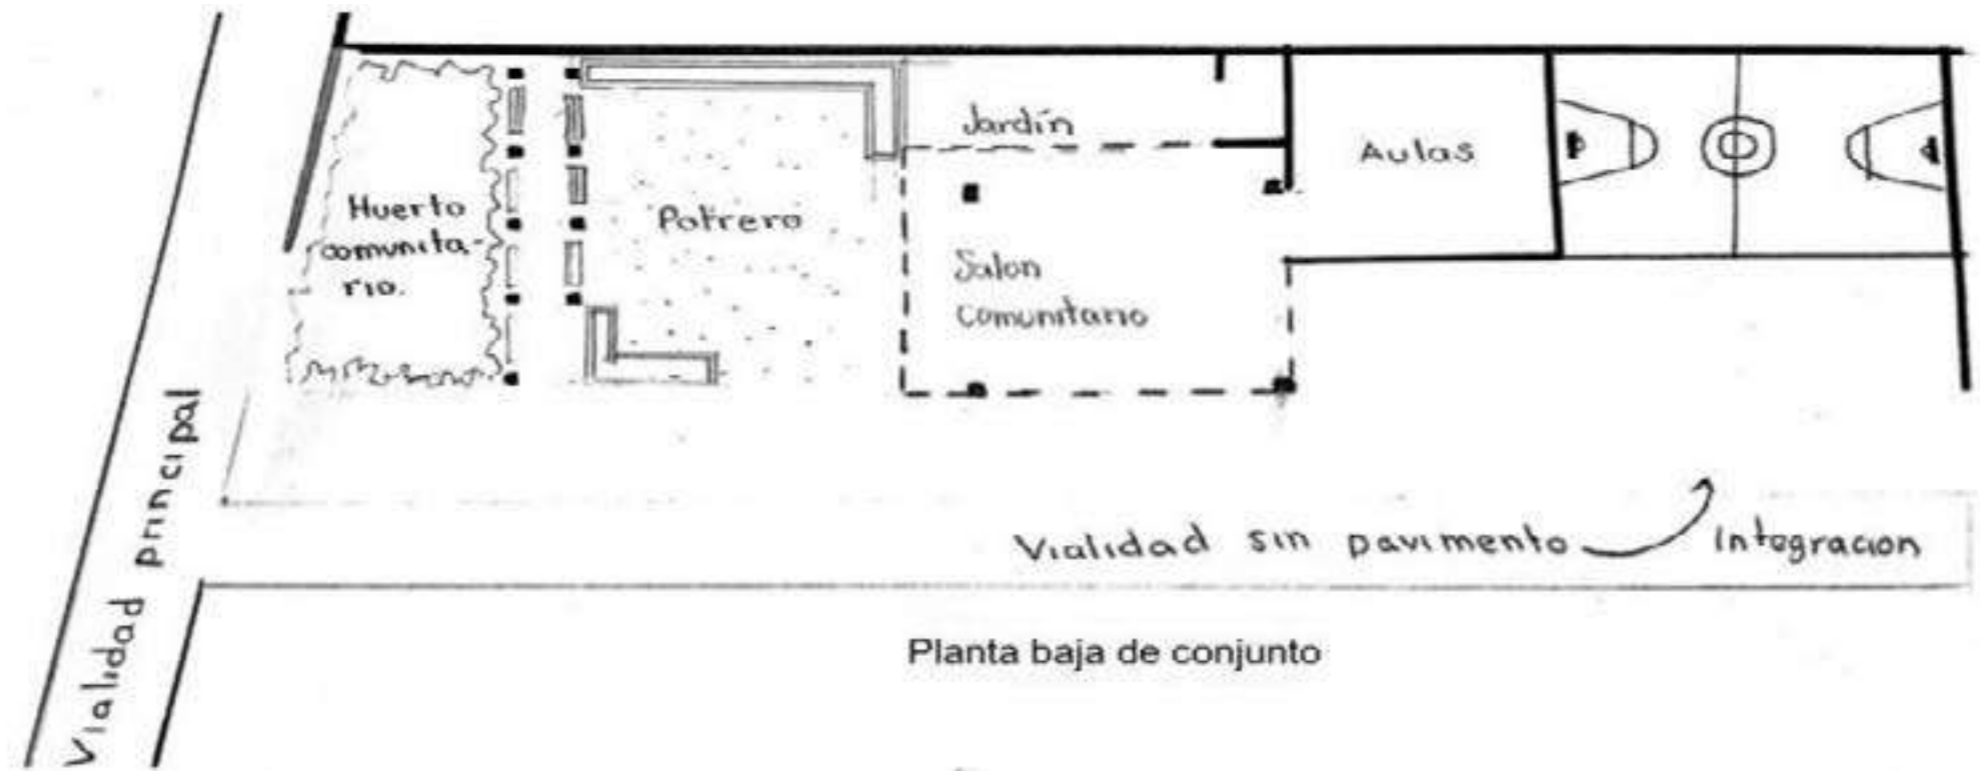 Jardín
Aulas
Huerto
comunita-
rio.
Potrero
Salon
comunitario
Vialidad principal
Vialidad sin pavimento
Integracion
Planta baja de conjunto